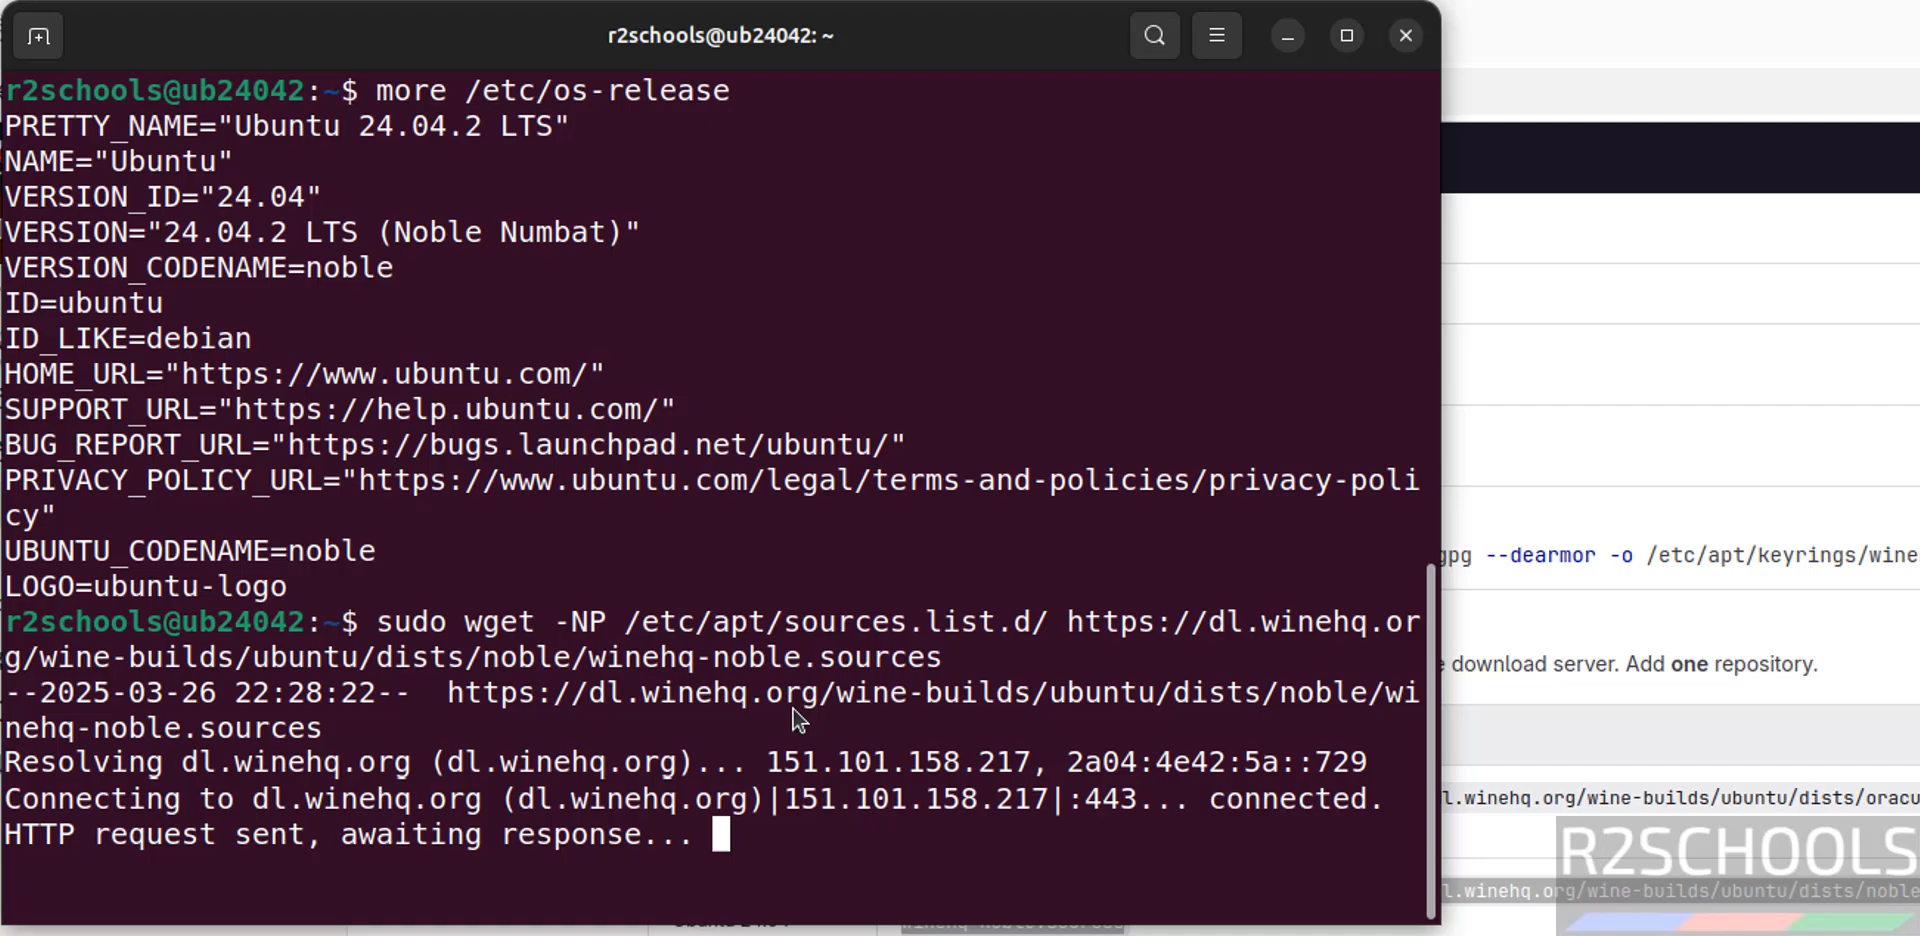 r2schools@ub24042: ~
r2schools@ub24042:~$ more /etc/os-release
PRETTY_NAME="Ubuntu 24.04.2 LTS"
NAME="Ubuntu"
VERSION_ID="24.04"
VERSION="24.04.2 LTS (Noble Numbat)"
VERSION_CODENAME=noble
ID=ubuntu
ID_LIKE=debian
HOME_URL="https://www.ubuntu.com/"
SUPPORT_URL="https://help.ubuntu.com/"
BUG_REPORT_URL="https://bugs.launchpad.net/ubuntu/"
PRIVACY_POLICY_URL="https://www.ubuntu.com/legal/terms-and-policies/privacy-poli
cy"
UBUNTU_CODENAME=noble
LOGO=ubuntu-logo
r2schools@ub24042:~$ sudo wget -NP /etc/apt/sources.list.d/ https://dl.winehq.or
g/wine-builds/ubuntu/dists/noble/winehq-noble.sources
--2025-03-26 22:28:22--  https://dl.winehq.org/wine-builds/ubuntu/dists/noble/wi
nehq-noble.sources
Resolving dl.winehq.org (dl.winehq.org)... 151.101.158.217, 2a04:4e42:5a::729
Connecting to dl.winehq.org (dl.winehq.org)|151.101.158.217|:443... connected.
HTTP request sent, awaiting response...
gpg --dearmor -o /etc/apt/keyrings/wine
download server. Add one repository.
l.winehq.org/wine-builds/ubuntu/dists/oracu
R2SCHOOLS
l.winehq.org/wine-builds/ubuntu/dists/noble